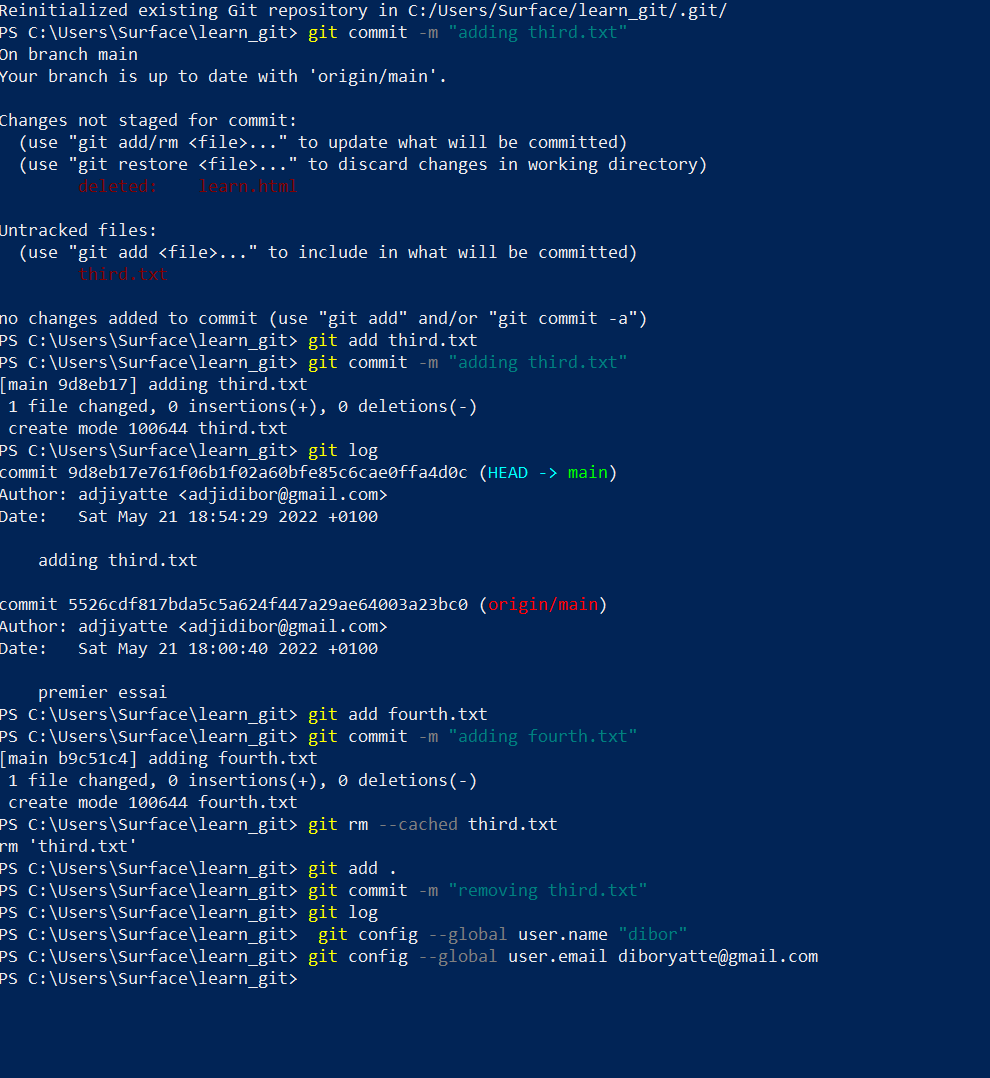 Reinitialized existing Git repository in C:/Users/Surface/learn_git/.git/
PS C:\Users\Surface\learn_git> git commit -m "adding third.txt"
On branch main
Your branch is up to date with 'origin/main'.
Changes not staged for commit:
(use "git add/rm <file>..." to update what will be committed)
(use "git restore <file>..." to discard changes in working directory)
deleted: learn.html
Untracked files:
(use "git add <file>..." to include in what will be committed)
third.txt
no changes added to commit (use "git add" and/or "git commit -a")
PS C:\Users\Surface\learn_git> git add third.txt
PS C:\Users\Surface\learn_git> git commit -m "adding third.txt"
[main 9d8eb17] adding third.txt
1 file changed, 0 insertions(+), 0 deletions(-)
create mode 100644 third.txt
PS C:\Users\Surface\learn_git> git log
commit 9d8eb17e761f06b1f02a60bfe85c6cae0ffa4d0c (HEAD -> main)
Author: adjiyatte <adjidibor@gmail.com>
Date: Sat May 21 18:54:29 2022 +0100
adding third.txt
commit 5526cdf817bda5c5a624f447a29ae64003a23bc0 (origin/main)
Author: adjiyatte <adjidibor@gmail.com>
Date: Sat May 21 18:00:40 2022 +0100
premier essai
PS C:\Users\Surface\learn_git> git add fourth.txt
PS C:\Users\Surface\learn_git> git commit -m "adding fourth.txt"
[main b9c51c4] adding fourth.txt
1 file changed, 0 insertions(+), 0 deletions(-)
create mode 100644 fourth.txt
PS C:\Users\Surface\learn_git> git rm --cached third.txt
rm 'third.txt'
PS C:\Users\Surface\learn_git> git add .
PS C:\Users\Surface\learn_git> git commit -m "removing third.txt"
PS C:\Users\Surface\learn_git> git log
PS C:\Users\Surface\learn_git> git config --global user.name "dibor"
PS C:\Users\Surface\learn_git> git config --global user.email diboryatte@gmail.com
PS C:\Users\Surface\learn_git>